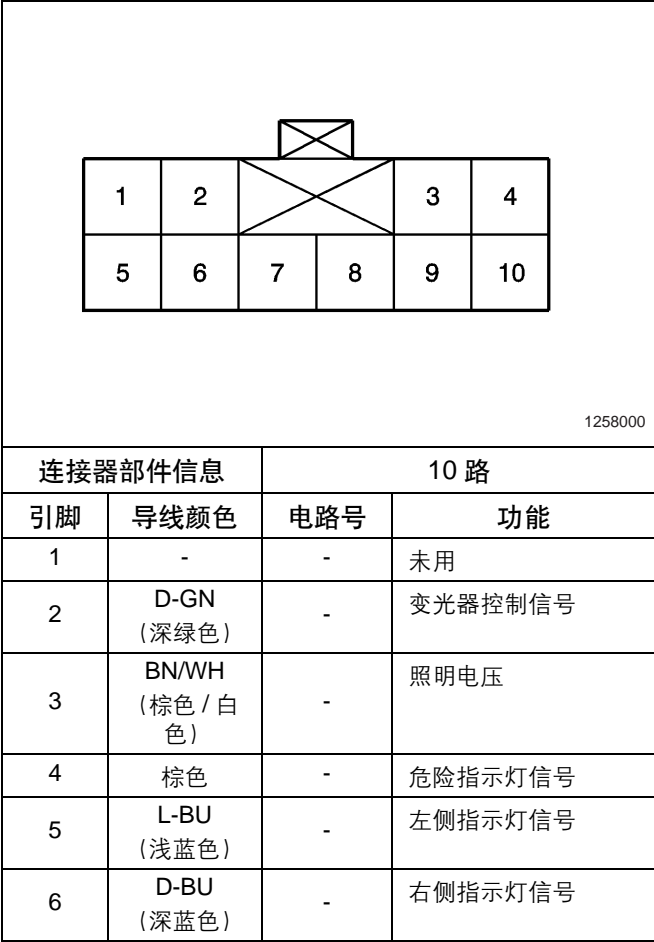 1 2 3 4
5 6 7 8 9 10
1258000
连接器部件信息 10 路
引脚 导线颜色 电路号 功能
1 - - 未用
2 D-GN - 变光器控制信号
（深绿色）
3 BN/WH - 照明电压
（棕色 / 白
色）
4 棕色 - 危险指示灯信号
5 L-BU - 左侧指示灯信号
（浅蓝色）
6 D-BU - 右侧指示灯信号
（深蓝色）